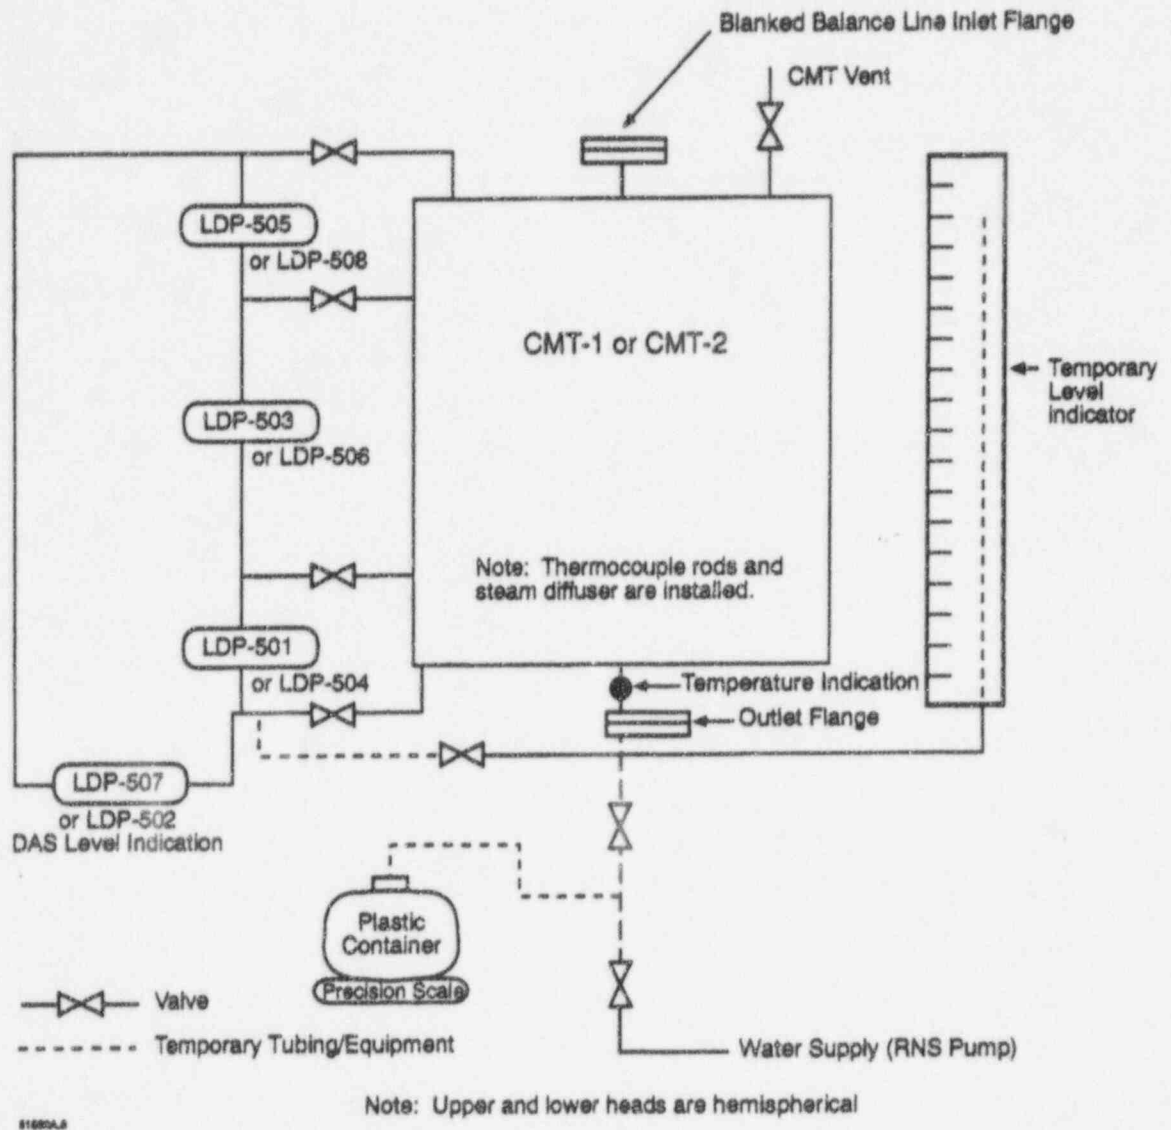 Blanked Balance Line Inlet Flange
CMT Vent
LDP-505
or LDP-508
CMT-1 or CMT-2
Temporary
Level
indicator
LDP-503
or LDP-506
Note: Thermocouple rods and
steam diffuser are installed.
LDP-501
or LDP-504
Temperature Indication
Outlet Flange
LDP-507
or LDP-502
DAS Level Indication
Plastic
Container
Precision Scale
Valve
Temporary Tubing/Equipment
Water Supply (RNS Pump)
Note: Upper and lower heads are hemispherical